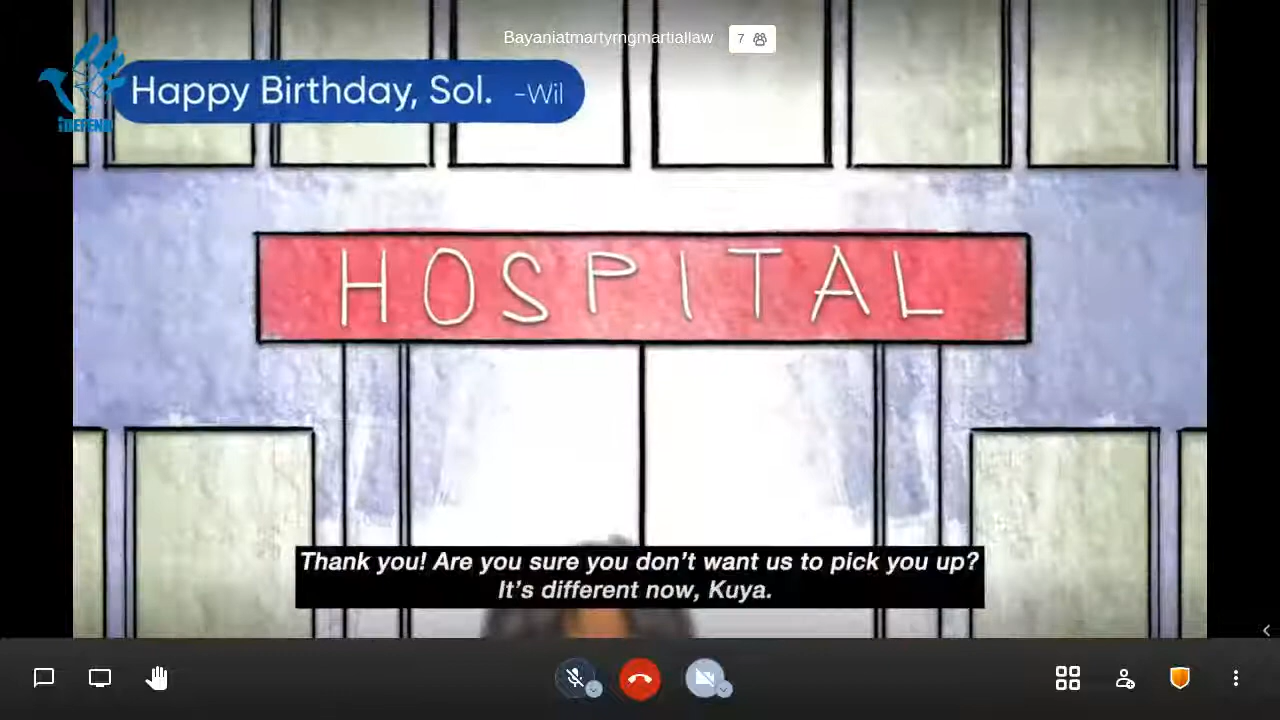 Bayaniatmartyrngmartiallaw 7
Happy Birthday, Sol. -Wil
iDEFEND
HOSPITAL
Thank you! Are you sure you don't want us to pick you up?
It's different now, Kuya.